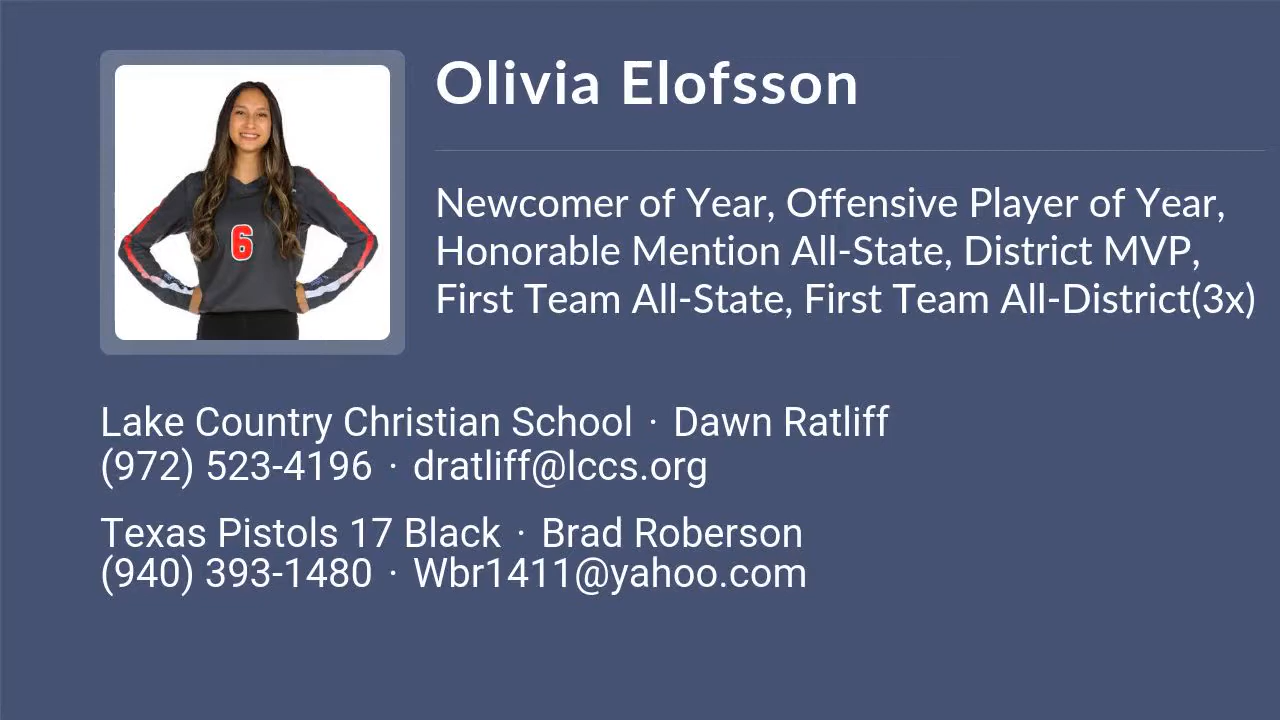 Olivia Elofsson
Newcomer of Year, Offensive Player of Year,
Honorable Mention All-State, District MVP,
First Team All-State, First Team All-District(3x)
6
Lake Country Christian School · Dawn Ratliff
(972) 523-4196 · dratliff@lccs.org
Texas Pistols 17 Black · Brad Roberson
(940) 393-1480 · Wbr1411@yahoo.com